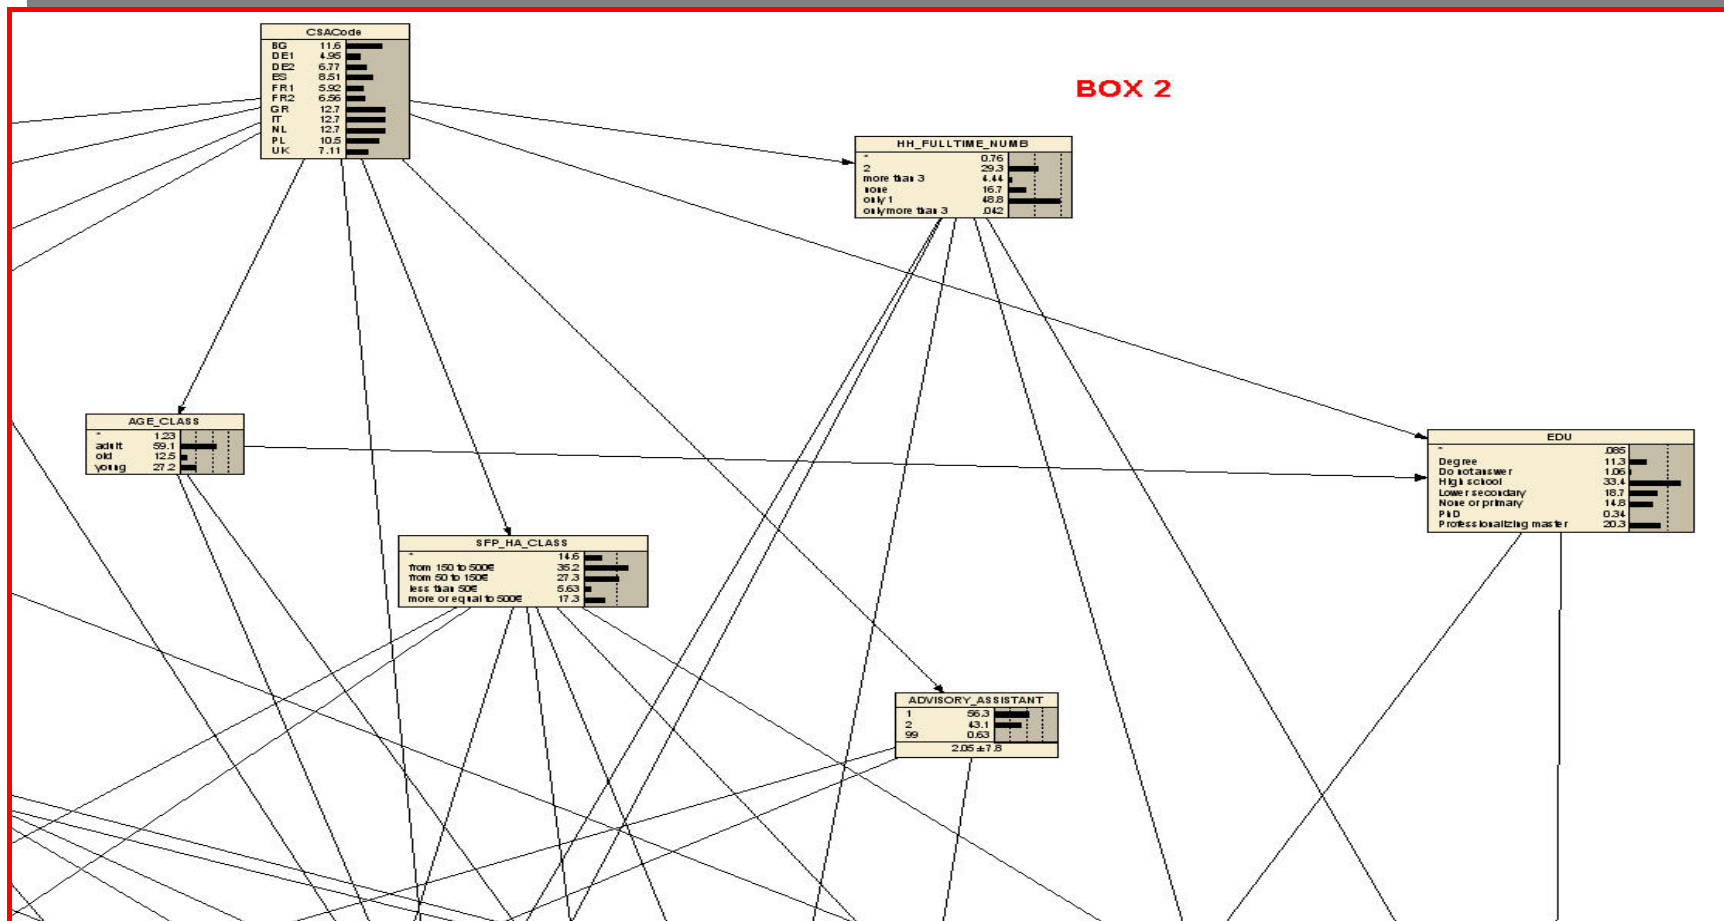 CSACode
BG 11.6
DE1 4.95
DE2 6.77
ES 8.51
FR1 5.92
FR2 6.56
GR 12.7
IT 12.7
NL 12.7
PL 10.5
UK 7.11
BOX 2
HH_FULLTIME_NUMB
* 0.76
2 29.3
more than 3 4.44
none 16.7
only 1 48.8
only more than 3 .042
AGE_CLASS
* 1.23
adult 59.1
old 12.5
young 27.2
EDU
* .085
Degree 11.3
Do not answer 1.06
High school 33.4
Lower secondary 18.7
None or primary 14.8
PhD 0.34
Professionalizing master 20.3
SFP_HA_CLASS
* 14.6
from 150 to 500€ 35.2
from 50 to 150€ 27.3
less than 50€ 5.63
more or equal to 500€ 17.3
ADVISORY_ASSISTANT
1 56.3
2 43.1
99 0.63
2.05 ± 7.8